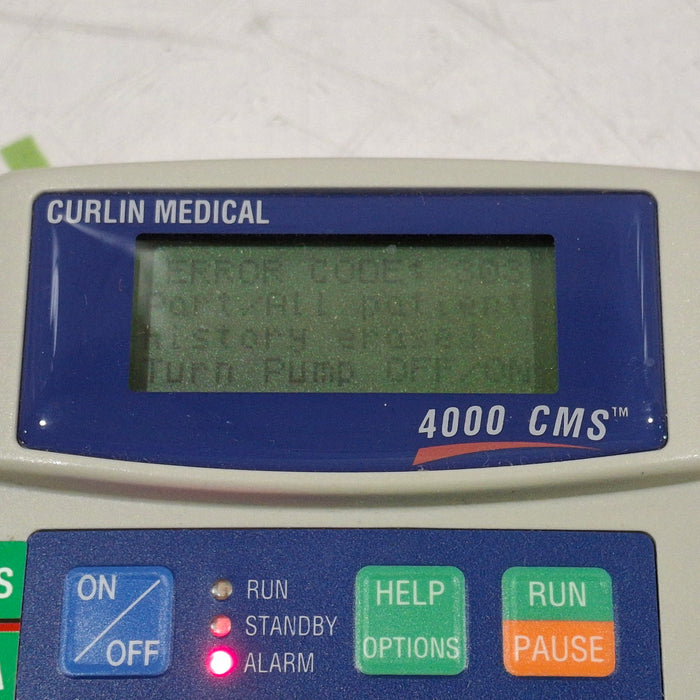 CURLIN MEDICAL
ERROR CODE: 303
Part/All patient
history erased
Turn Pump OFF/ON
4000 CMS™
S
ON
/OFF
RUN
STANDBY
ALARM
HELP
OPTIONS
RUN
PAUSE
A